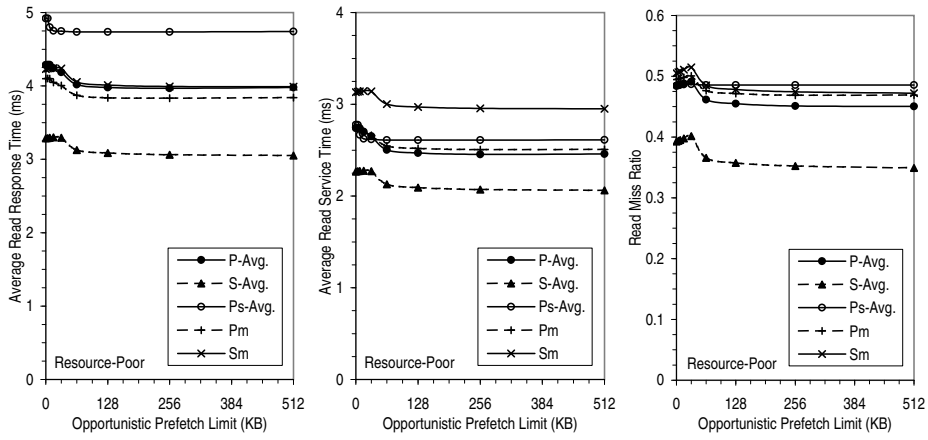 5
4
3
2
1
0
Average Read Response Time (ms)
P-Avg.
S-Avg.
Ps-Avg.
Pm
Sm
Resource-Poor
0 128 256 384 512
Opportunistic Prefetch Limit (KB)
4
3
2
1
0
Average Read Service Time (ms)
P-Avg.
S-Avg.
Ps-Avg.
Pm
Sm
Resource-Poor
0 128 256 384 512
Opportunistic Prefetch Limit (KB)
0.6
0.5
0.4
0.3
0.2
0.1
0.0
Read Miss Ratio
P-Avg.
S-Avg.
Ps-Avg.
Pm
Sm
Resource-Poor
0 128 256 384 512
Opportunistic Prefetch Limit (KB)